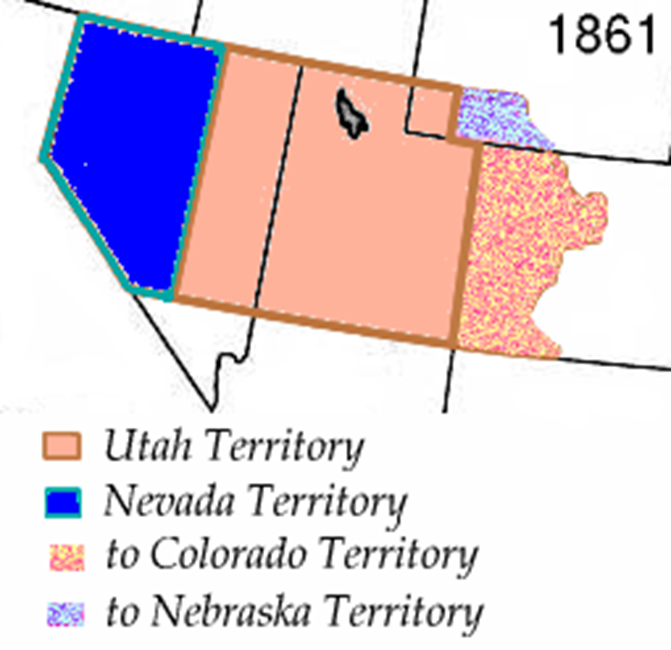 1861
Utah Territory
Nevada Territory
to Colorado Territory
to Nebraska Territory